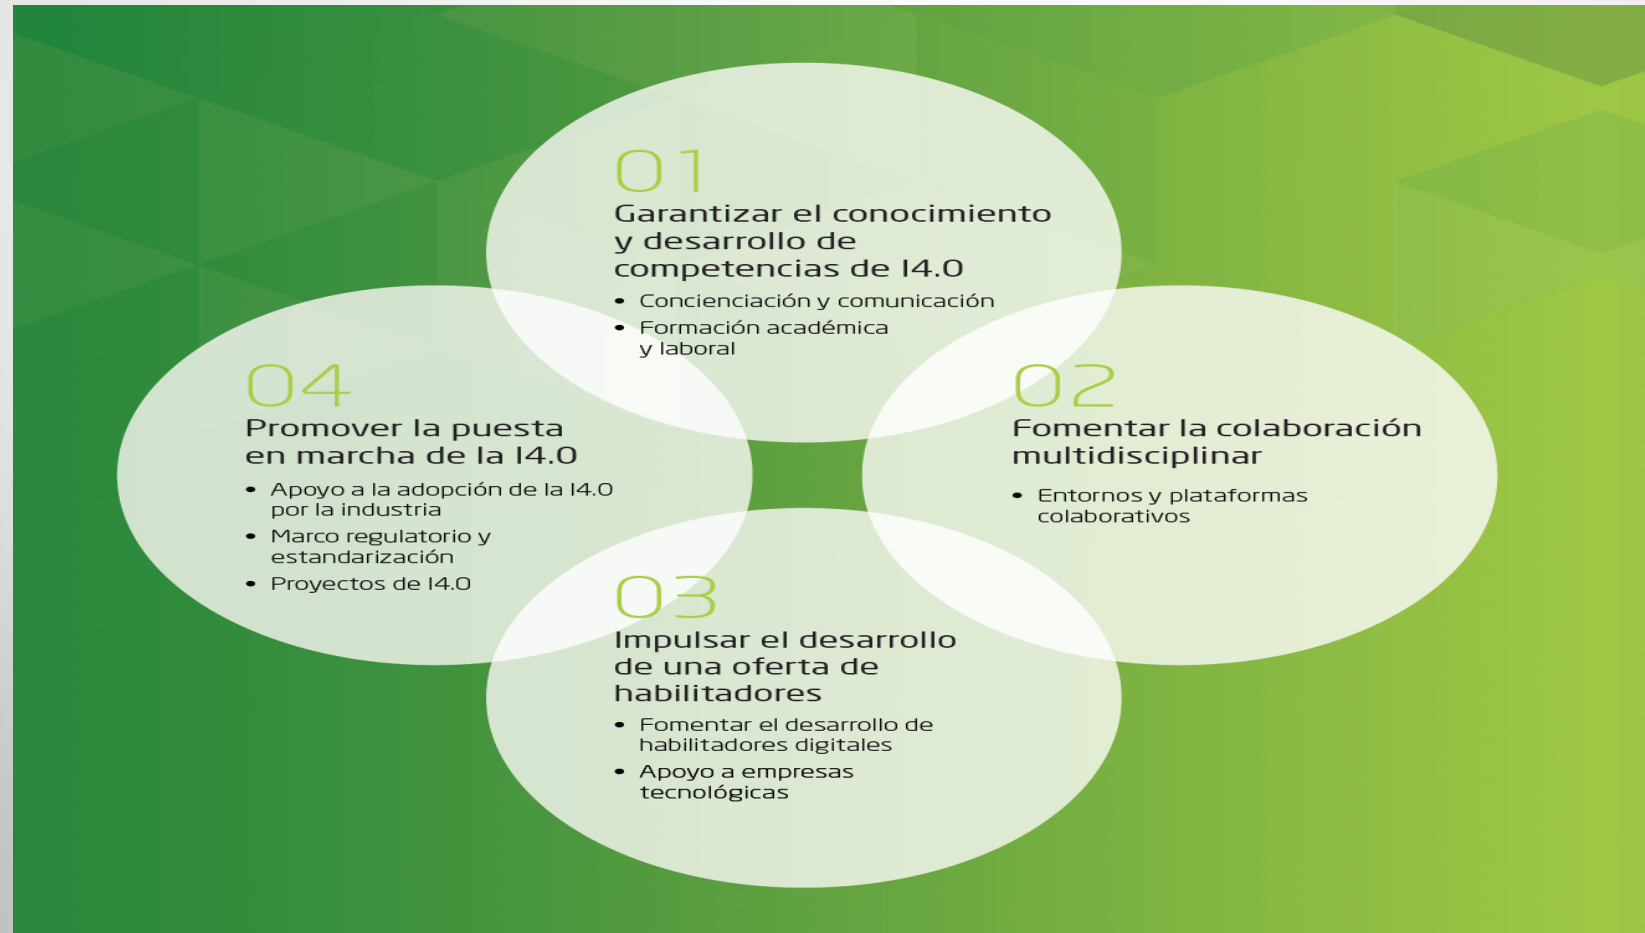 01
Garantizar el conocimiento
y desarrollo de
competencias de I4.0
• Concienciación y comunicación
• Formación académica
y laboral
02
Fomentar la colaboración
multidisciplinar
• Entornos y plataformas
colaborativos
03
Impulsar el desarrollo
de una oferta de
habilitadores
• Fomentar el desarrollo de
habilitadores digitales
• Apoyo a empresas
tecnológicas
04
Promover la puesta
en marcha de la I4.0
• Apoyo a la adopción de la I4.0
por la industria
• Marco regulatorio y
estandarización
• Proyectos de I4.0